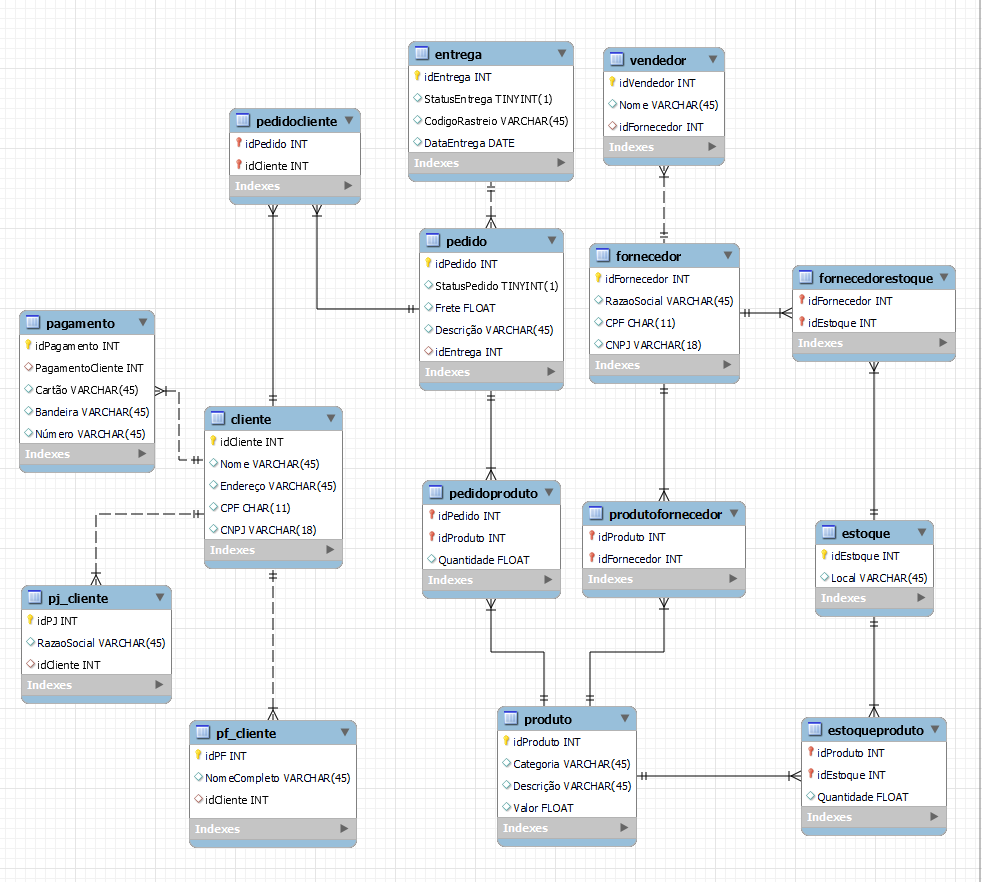 entrega
idEntrega INT
StatusEntrega TINYINT(1)
CodigoRastreio VARCHAR(45)
DataEntrega DATE
Indexes
vendedor
idVendedor INT
Nome VARCHAR(45)
idFornecedor INT
Indexes
pedidocliente
idPedido INT
idCliente INT
Indexes
pedido
idPedido INT
StatusPedido TINYINT(1)
Frete FLOAT
Descrição VARCHAR(45)
idEntrega INT
Indexes
fornecedor
idFornecedor INT
RazaoSocial VARCHAR(45)
CPF CHAR(11)
CNPJ VARCHAR(18)
Indexes
fornecedorestoque
idFornecedor INT
idEstoque INT
Indexes
pagamento
idPagamento INT
PagamentoCliente INT
Cartão VARCHAR(45)
Bandeira VARCHAR(45)
Número VARCHAR(45)
Indexes
cliente
idCliente INT
Nome VARCHAR(45)
Endereço VARCHAR(45)
CPF CHAR(11)
CNPJ VARCHAR(18)
Indexes
pedidoproduto
idPedido INT
idProduto INT
Quantidade FLOAT
Indexes
produtofornecedor
idProduto INT
idFornecedor INT
Indexes
estoque
idEstoque INT
Local VARCHAR(45)
Indexes
pj_cliente
idPJ INT
RazaoSocial VARCHAR(45)
idCliente INT
Indexes
pf_cliente
idPF INT
NomeCompleto VARCHAR(45)
idCliente INT
Indexes
produto
idProduto INT
Categoria VARCHAR(45)
Descrição VARCHAR(45)
Valor FLOAT
Indexes
estoqueproduto
idProduto INT
idEstoque INT
Quantidade FLOAT
Indexes